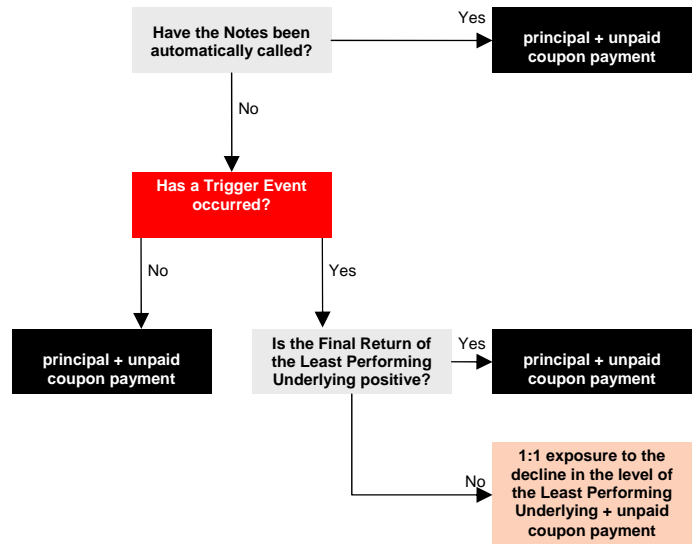 Have the Notes been
automatically called?
Yes
principal + unpaid
coupon payment
No
Has a Trigger Event
occurred?
No
Yes
principal + unpaid
coupon payment
Is the Final Return of
the Least Performing
Underlying positive?
Yes
principal + unpaid
coupon payment
No
1:1 exposure to the
decline in the level of
the Least Performing
Underlying + unpaid
coupon payment